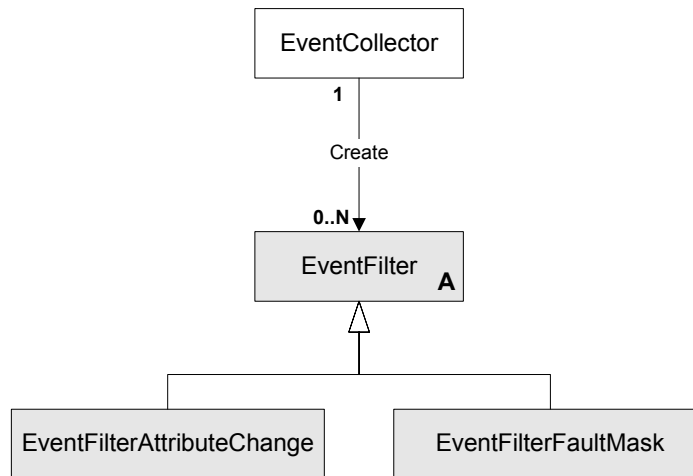 EventCollector
1
Create
0..N
EventFilter
A
EventFilterAttributeChange
EventFilterFaultMask